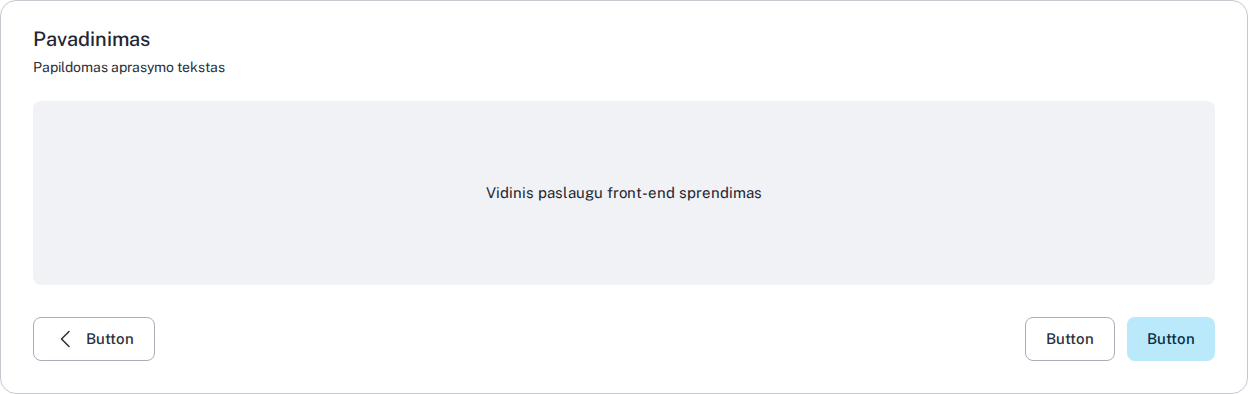 Pavadinimas
Papildomas aprasymo tekstas
Vidinis paslaugu front-end sprendimas
Button
Button
Button